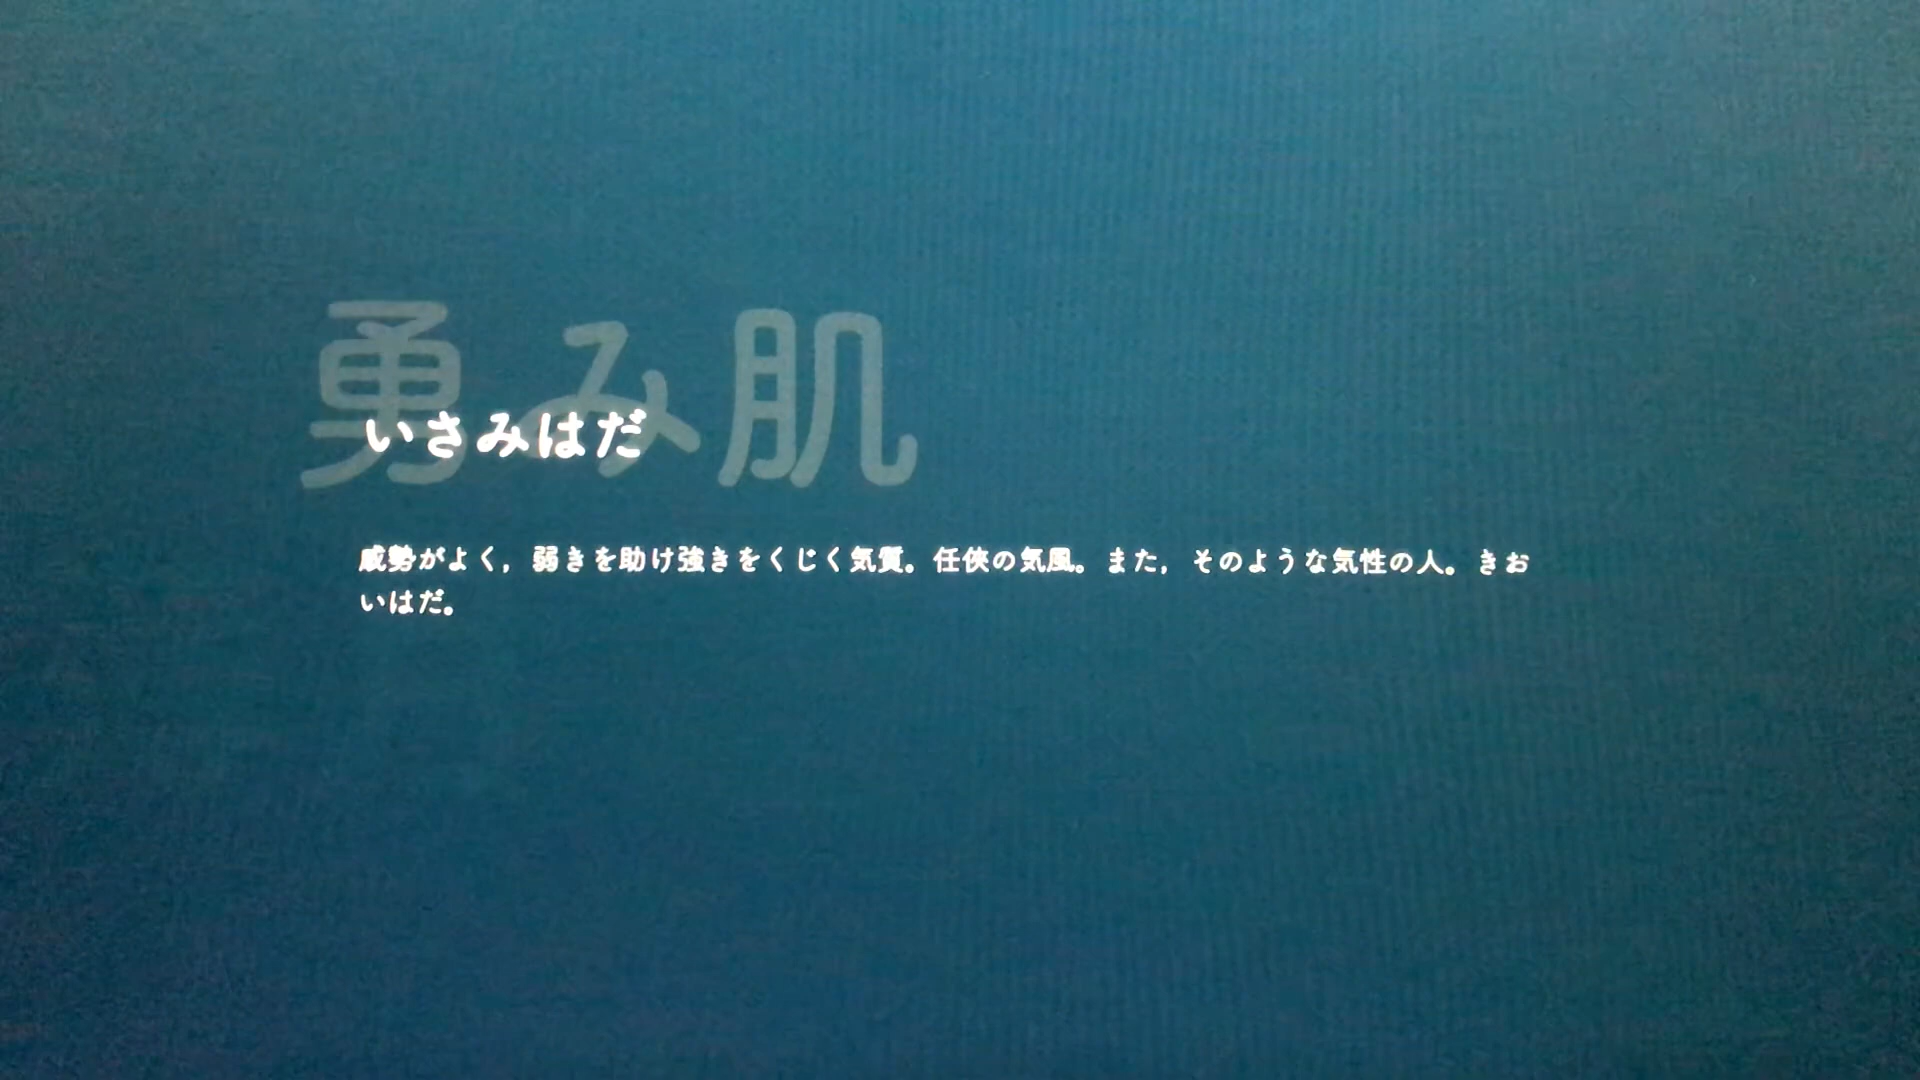 勇み肌
いさみはだ
威勢がよく，弱きを助け強きをくじく気質。任侠の気風。また，そのような気性の人。きお
いはだ。